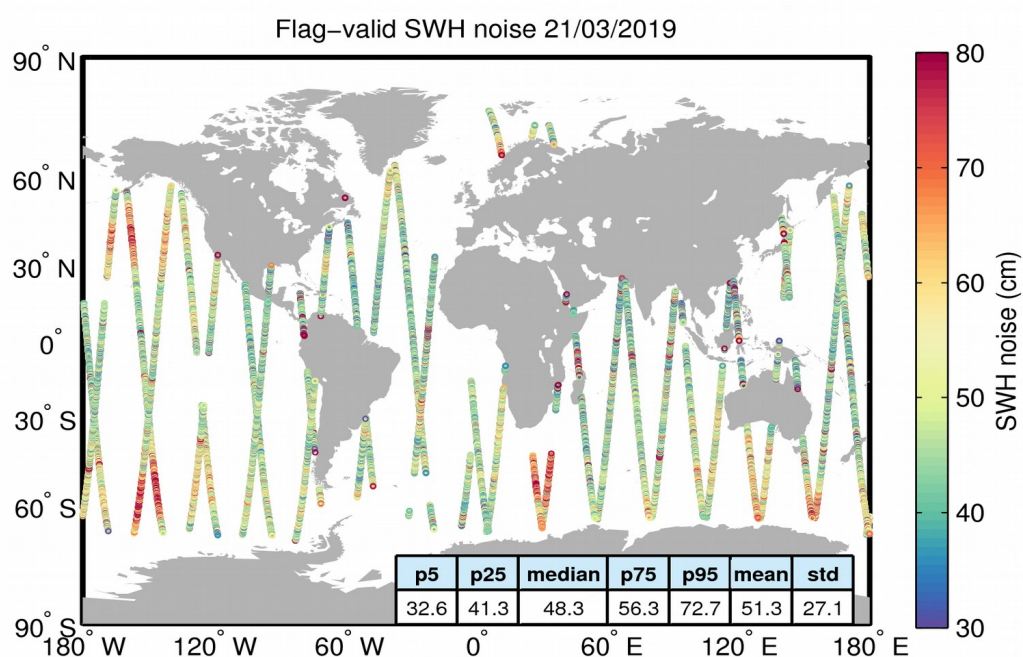 Flag−valid SWH noise 21/03/2019
90° N
60° N
30° N
0°
30° S
60° S
90° S
180° W
120° W
60° W
0°
60° E
120° E
180° E
p5 p25 median p75 p95 mean std
32.6 41.3 48.3 56.3 72.7 51.3 27.1
80
70
60
50
40
30
SWH noise (cm)